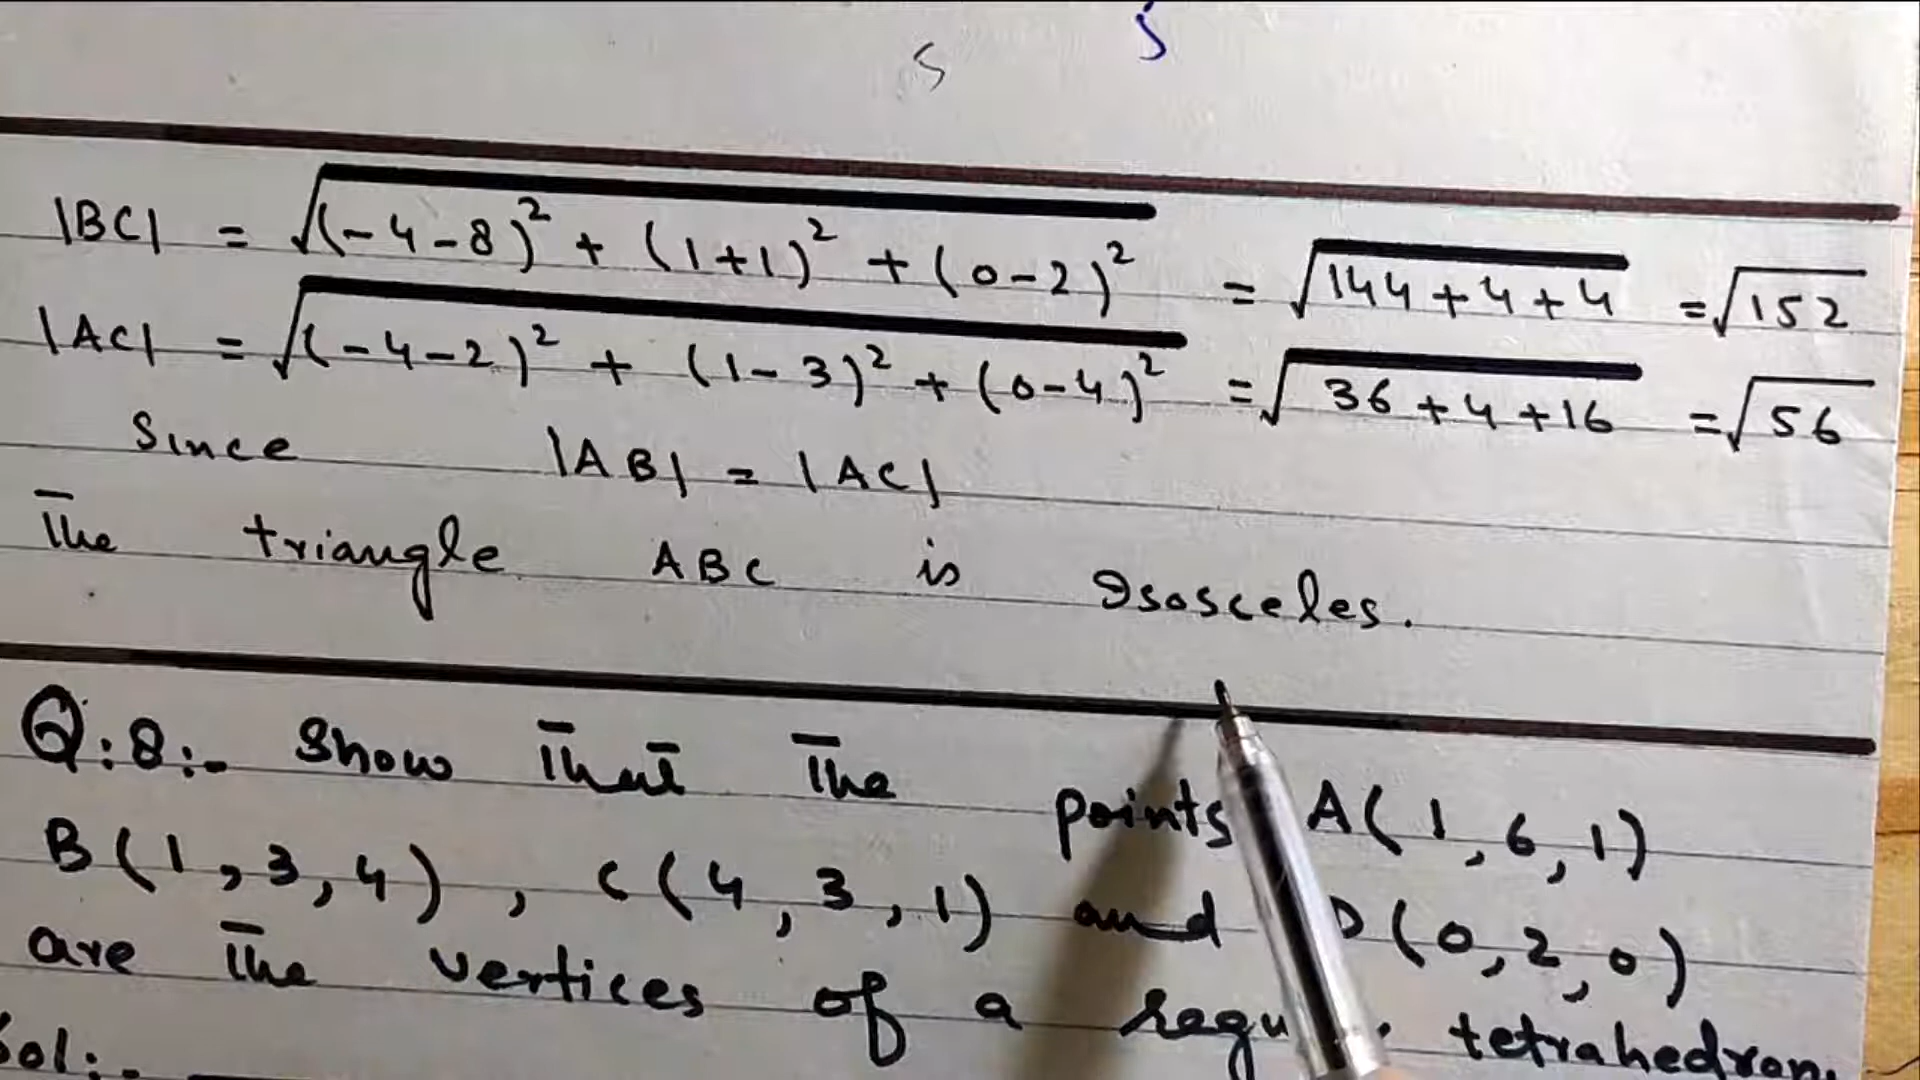 |BC| = √(-4-8)² + (1+1)² + (0-2)² = √144+4+4 = √152
|AC| = √(-4-2)² + (1-3)² + (0-4)² = √36+4+16 = √56
Since |AB| = |AC|
The triangle ABC is Isosceles.
Q:8:- Show that the points A(1,6,1)
B(1,3,4), C(4,3,1) and D(0,2,0)
are the vertices of a tetrahedron.
Sol:-